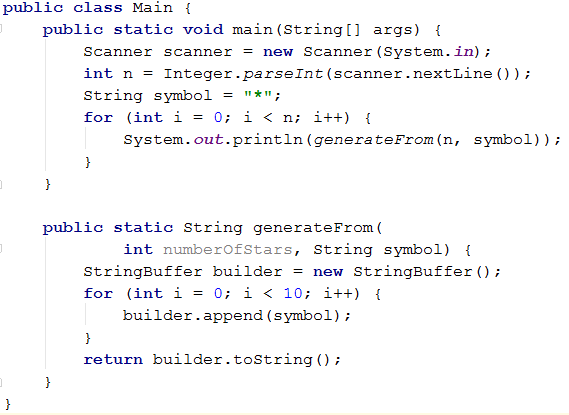 public class Main {
    public static void main(String[] args) {
        Scanner scanner = new Scanner(System.in);
        int n = Integer.parseInt(scanner.nextLine());
        String symbol = "*";
        for (int i = 0; i < n; i++) {
            System.out.println(generateFrom(n, symbol));
        }
    }

    public static String generateFrom(
            int numberOfStars, String symbol) {
        StringBuffer builder = new StringBuffer();
        for (int i = 0; i < 10; i++) {
            builder.append(symbol);
        }
        return builder.toString();
    }
}